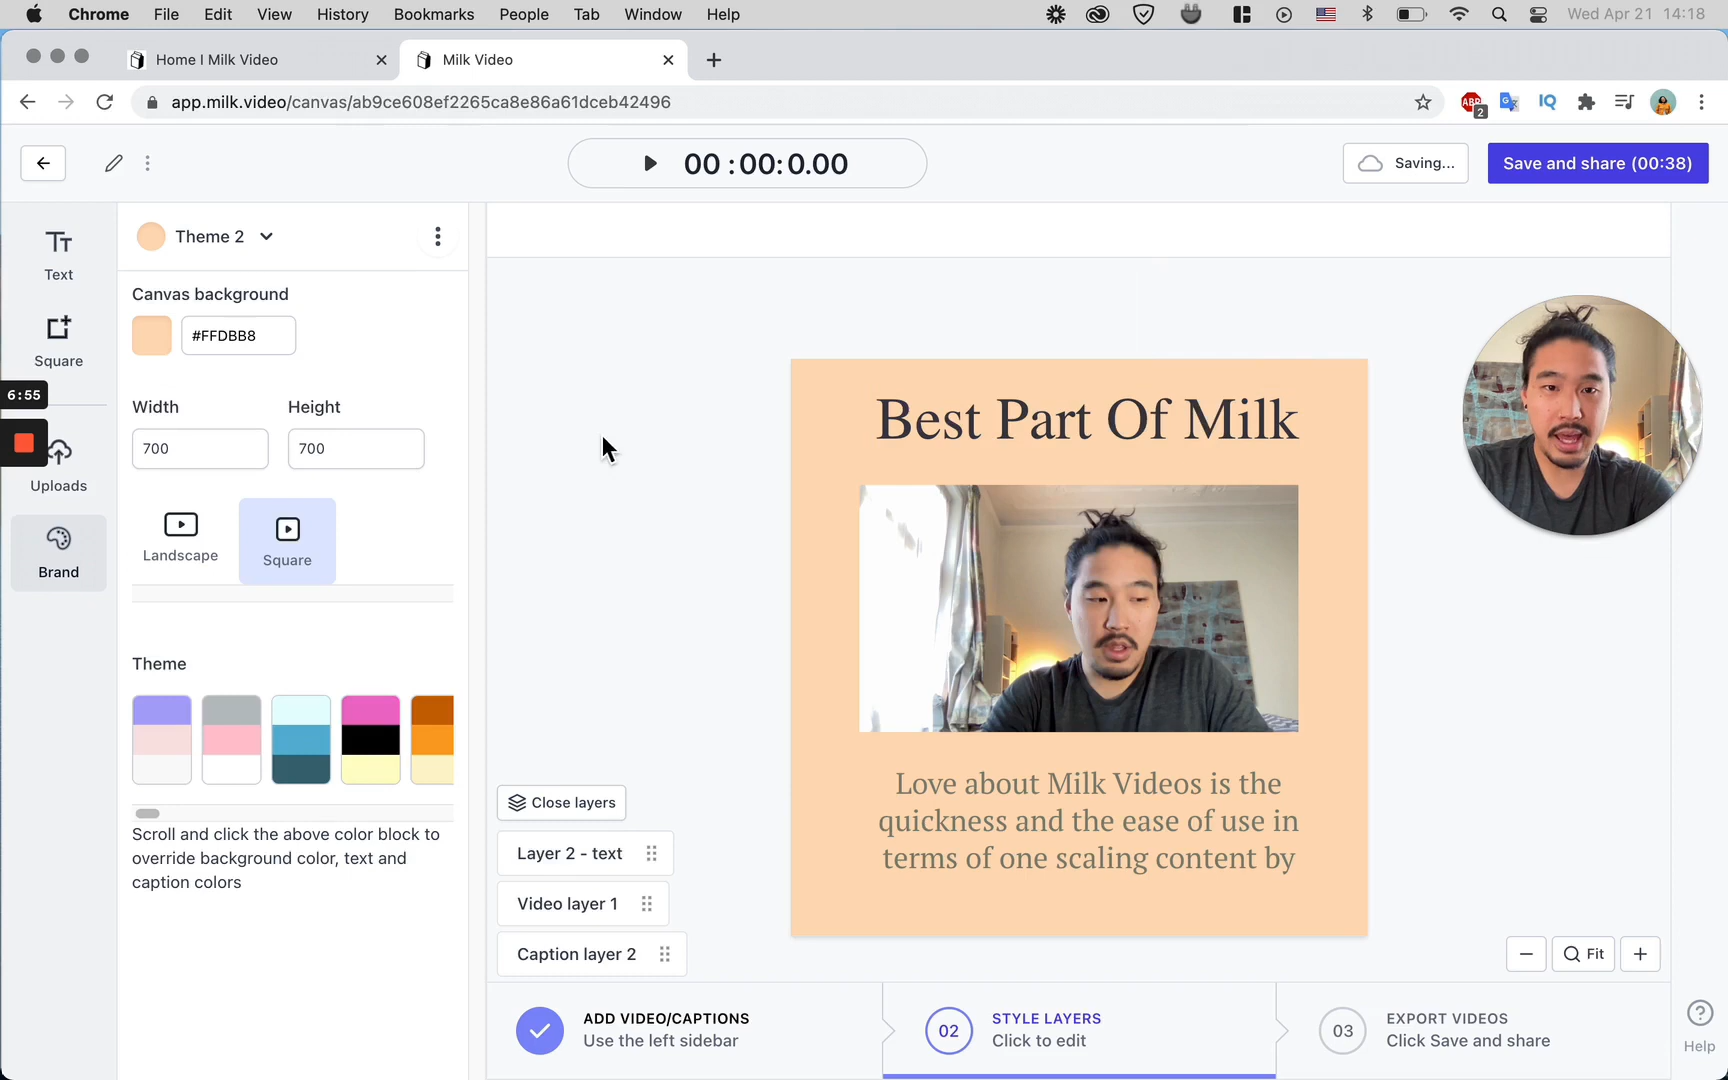 Chrome File Edit View History Bookmarks People Tab Window Help
Wed Apr 21 14:18
Home I Milk Video
Milk Video
app.milk.video/canvas/ab9ce608ef2265ca8e86a61dceb42496
ABP
2
IQ
00 :00: 0.00
Saving...
Save and share (00:38)
Text
Square
6:55
Uploads
Brand
Theme 2
Canvas background
#FFDBB8
Width
Height
700
700
Landscape
Square
Theme
Scroll and click the above color block to
override background color, text and
caption colors
Best Part Of Milk
Love about Milk Videos is the
quickness and the ease of use in
terms of one scaling content by
Close layers
Layer 2 - text
Video layer 1
Caption layer 2
Fit
ADD VIDEO/CAPTIONS
Use the left sidebar
02
STYLE LAYERS
Click to edit
03
EXPORT VIDEOS
Click Save and share
Help